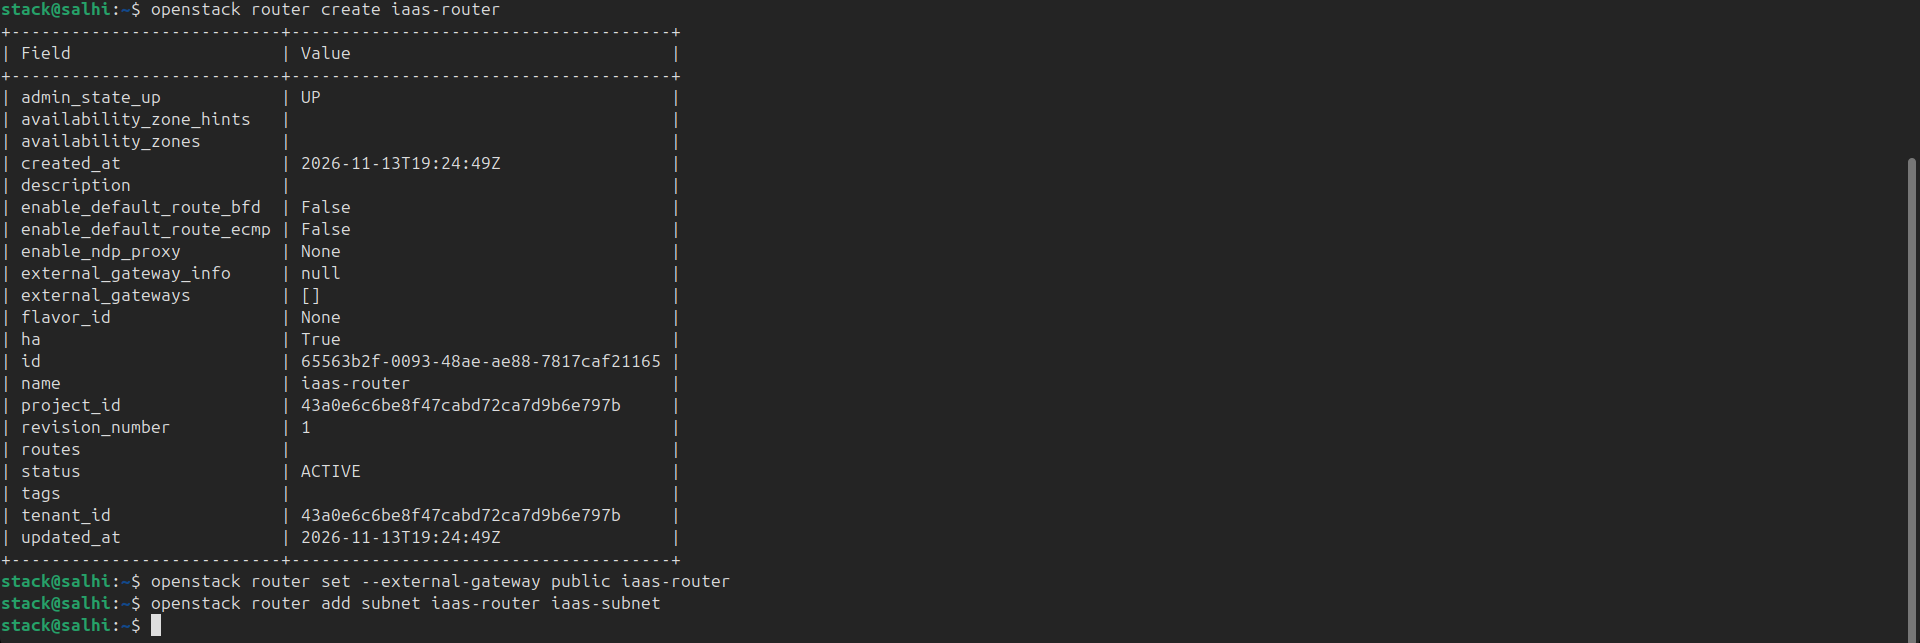 stack@salhi:~$ openstack router create iaas-router
+---------------------------+--------------------------------------+
| Field                     | Value                                |
+---------------------------+--------------------------------------+
| admin_state_up            | UP                                   |
| availability_zone_hints   |                                      |
| availability_zones        |                                      |
| created_at                | 2026-11-13T19:24:49Z                 |
| description               |                                      |
| enable_default_route_bfd  | False                                |
| enable_default_route_ecmp | False                                |
| enable_ndp_proxy          | None                                 |
| external_gateway_info     | null                                 |
| external_gateways         | []                                   |
| flavor_id                 | None                                 |
| ha                        | True                                 |
| id                        | 65563b2f-0093-48ae-ae88-7817caf21165 |
| name                      | iaas-router                          |
| project_id                | 43a0e6c6be8f47cabd72ca7d9b6e797b     |
| revision_number           | 1                                    |
| routes                    |                                      |
| status                    | ACTIVE                               |
| tags                      |                                      |
| tenant_id                 | 43a0e6c6be8f47cabd72ca7d9b6e797b     |
| updated_at                | 2026-11-13T19:24:49Z                 |
+---------------------------+--------------------------------------+
stack@salhi:~$ openstack router set --external-gateway public iaas-router
stack@salhi:~$ openstack router add subnet iaas-router iaas-subnet
stack@salhi:~$